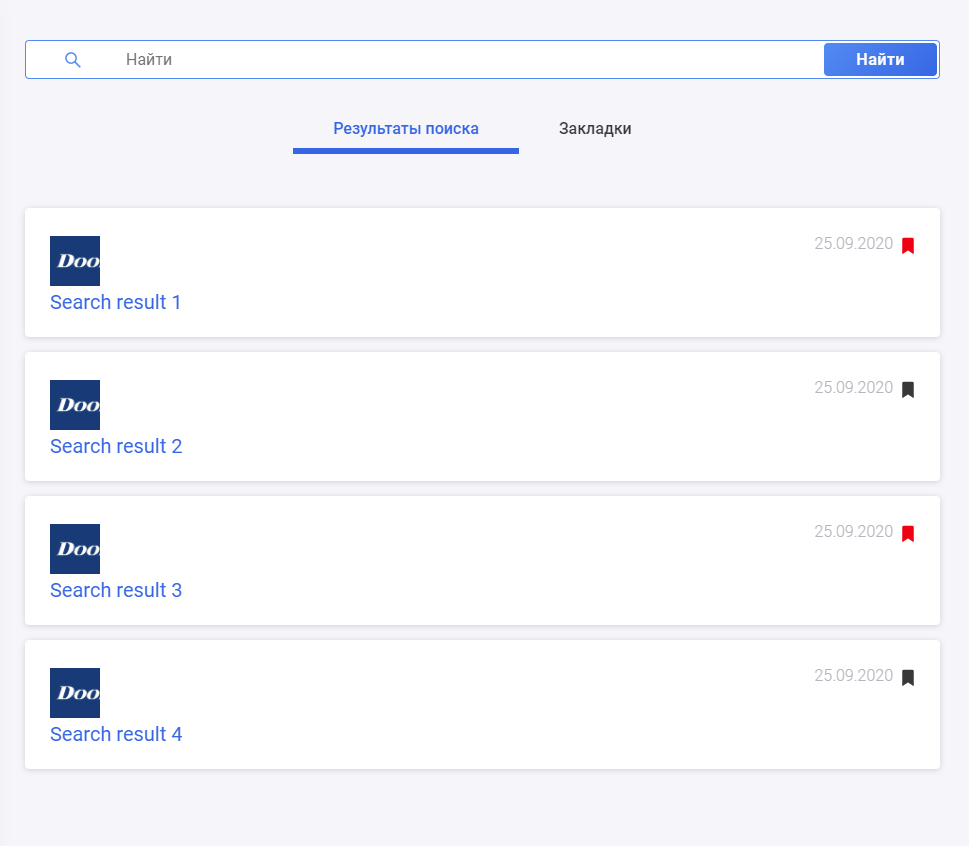 Найти
Найти
Результаты поиска
Закладки
25.09.2020
Doo
Search result 1
25.09.2020
Doo
Search result 2
25.09.2020
Doo
Search result 3
25.09.2020
Doo
Search result 4